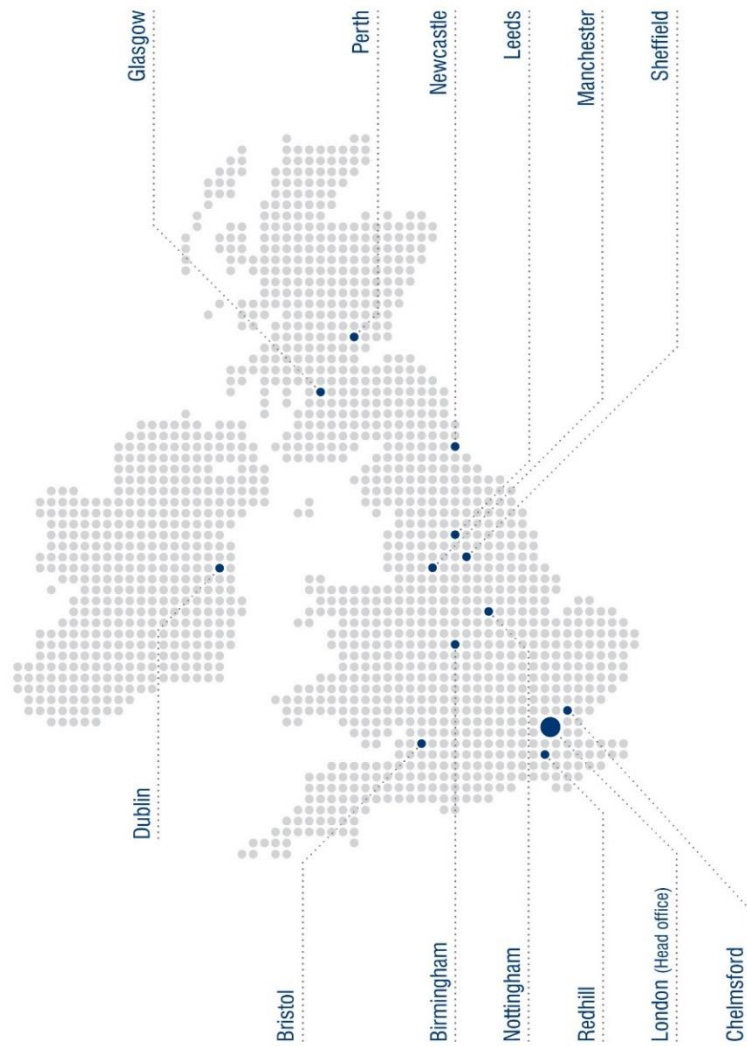 Glasgow
Perth
Newcastle
Leeds
Manchester
Sheffield
Dublin
Bristol
Birmingham
Nottingham
Redhill
London (Head office)
Chelmsford